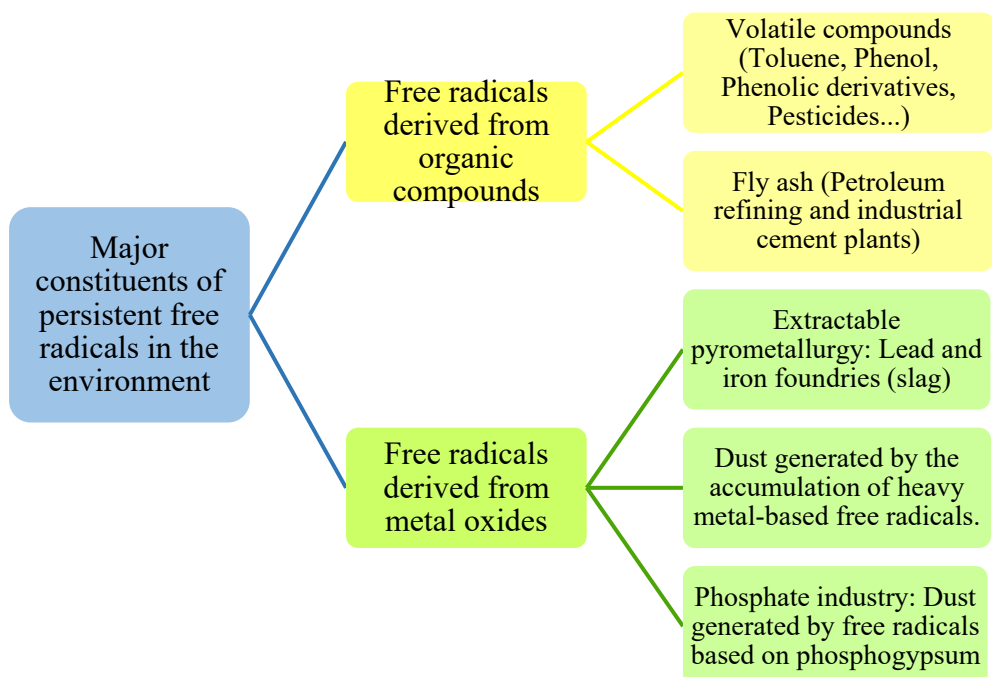 Major
constituents of
persistent free
radicals in the
environment
Free radicals
derived from
organic
compounds
Volatile compounds
(Toluene, Phenol,
Phenolic derivatives,
Pesticides...)
Fly ash (Petroleum
refining and industrial
cement plants)
Free radicals
derived from
metal oxides
Extractable
pyrometallurgy: Lead and
iron foundries (slag)
Dust generated by the
accumulation of heavy
metal-based free radicals.
Phosphate industry: Dust
generated by free radicals
based on phosphogypsum